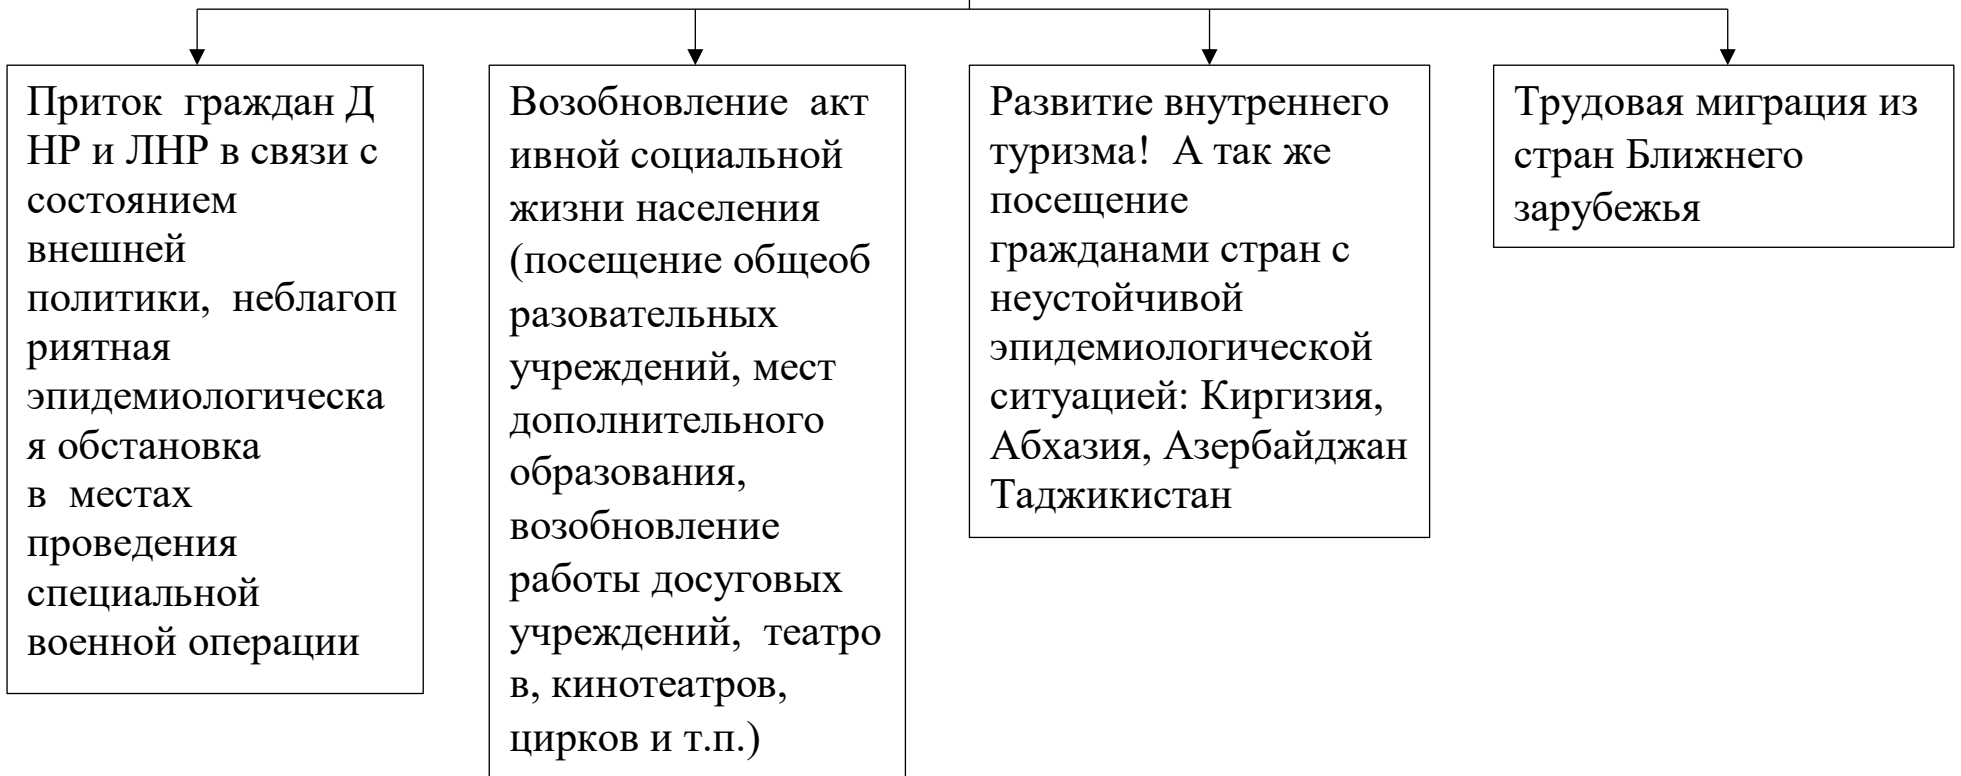 Приток  граждан Д
НР и ЛНР в связи с
состоянием
внешней
политики,  неблагоп
риятная
эпидемиологическа
я обстановка
в  местах
проведения
специальной
военной операции
Возобновление  акт
ивной социальной
жизни населения
(посещение общеоб
разовательных
учреждений, мест
дополнительного
образования,
возобновление
работы досуговых
учреждений,  театро
в, кинотеатров,
цирков и т.п.)
Развитие внутреннего
туризма!  А так же
посещение
гражданами стран с
неустойчивой
эпидемиологической
ситуацией: Киргизия,
Абхазия, Азербайджан
Таджикистан
Трудовая миграция из
стран Ближнего
зарубежья